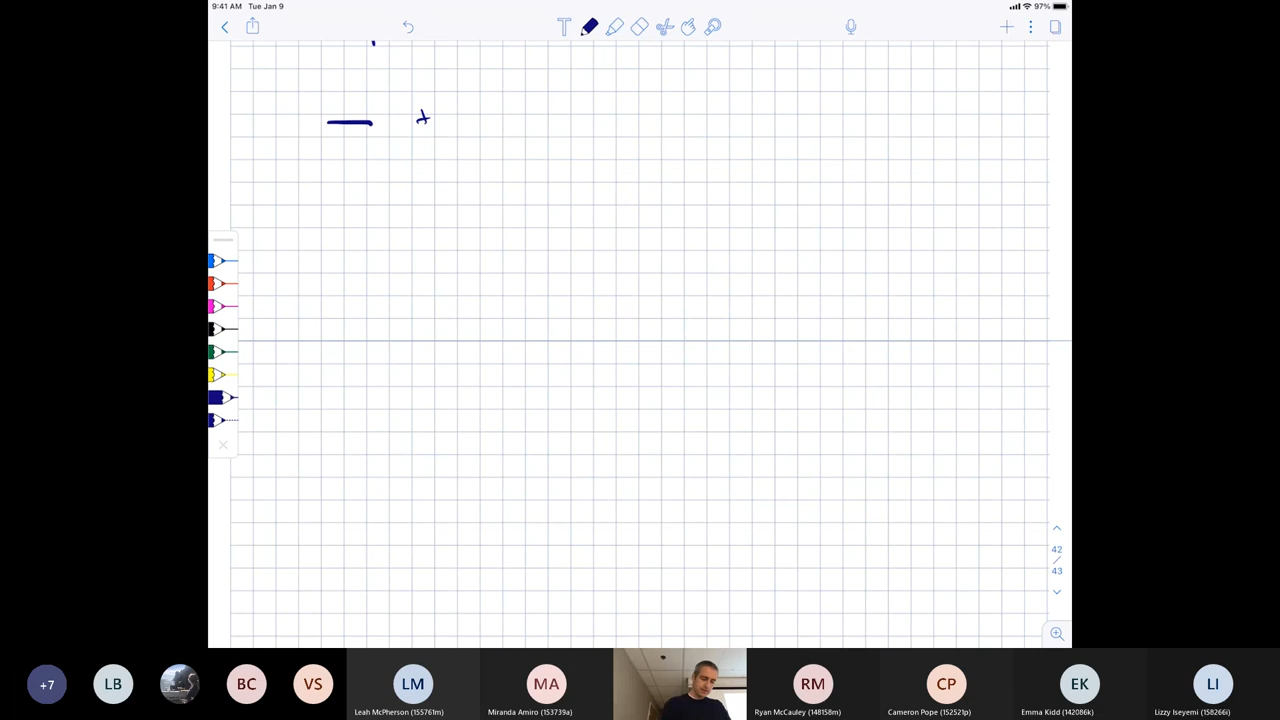 9:41 AM Tue Jan 9 97%
T
— +
42
/
43
+7 LB BC VS LM MA RM CP EK LI
Leah McPherson (155761m) Miranda Amiro (153739a) Ryan McCauley (148158m) Cameron Pope (152521p) Emma Kidd (142086k) Lizzy Iseyemi (158266i)